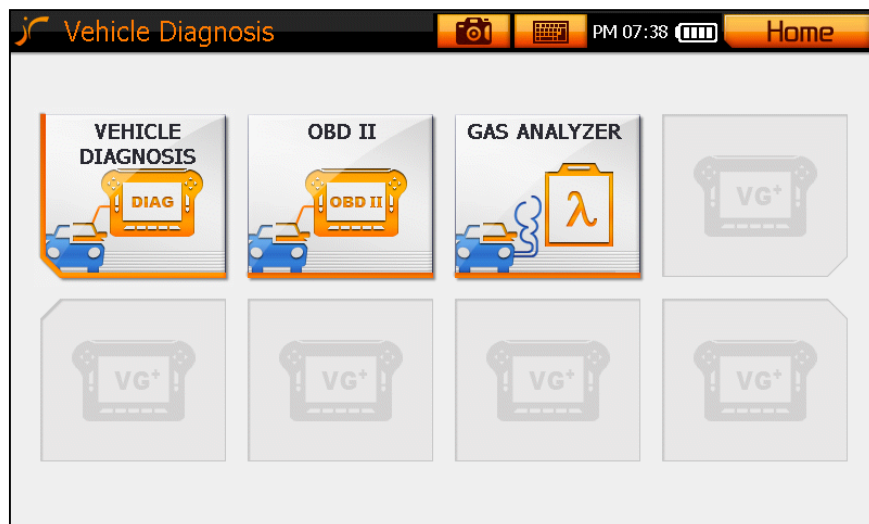 Vehicle Diagnosis
PM 07:38
Home
VEHICLE
DIAGNOSIS
DIAG
OBD II
OBD II
GAS ANALYZER
λ
VG+
VG+
VG+
VG+
VG+